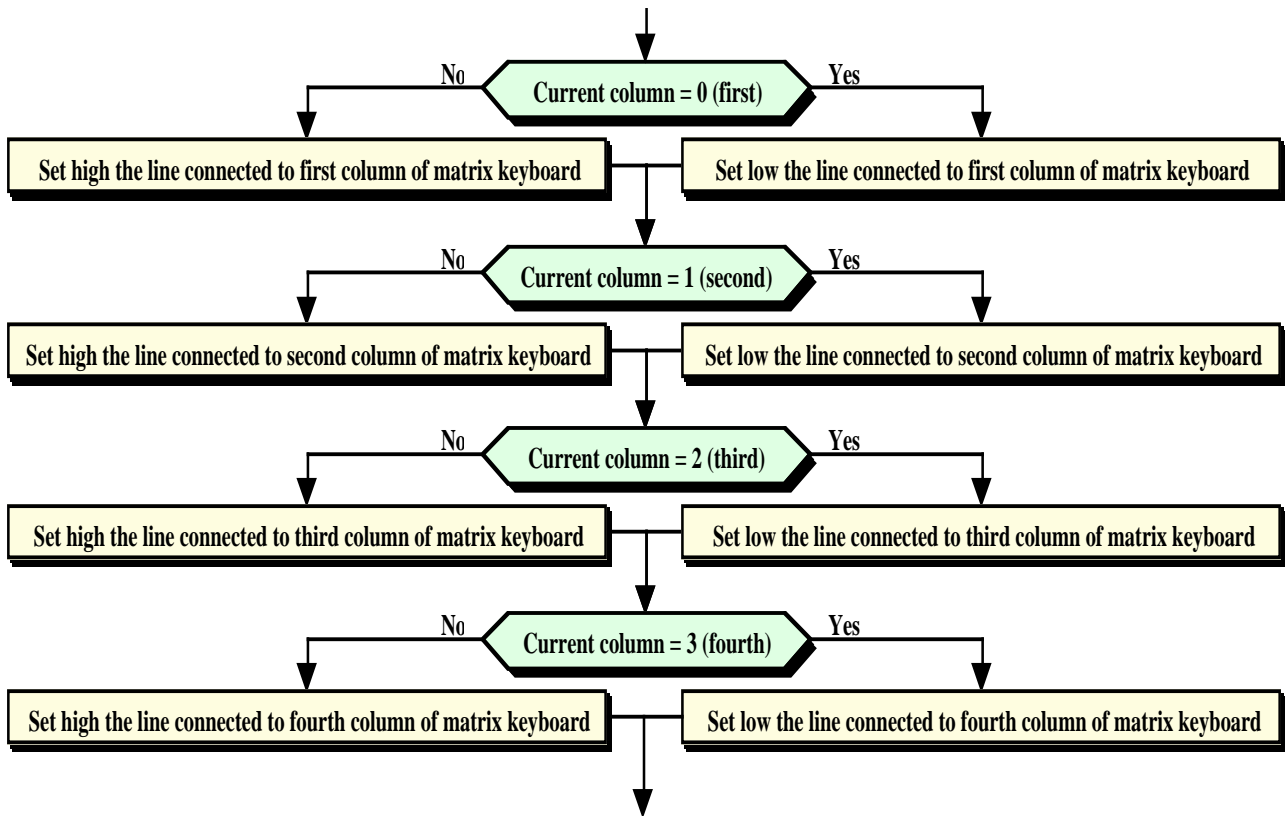 No
Current column = 0 (first)
Yes
Set high the line connected to first column of matrix keyboard
Set low the line connected to first column of matrix keyboard
No
Current column = 1 (second)
Yes
Set high the line connected to second column of matrix keyboard
Set low the line connected to second column of matrix keyboard
No
Current column = 2 (third)
Yes
Set high the line connected to third column of matrix keyboard
Set low the line connected to third column of matrix keyboard
No
Current column = 3 (fourth)
Yes
Set high the line connected to fourth column of matrix keyboard
Set low the line connected to fourth column of matrix keyboard